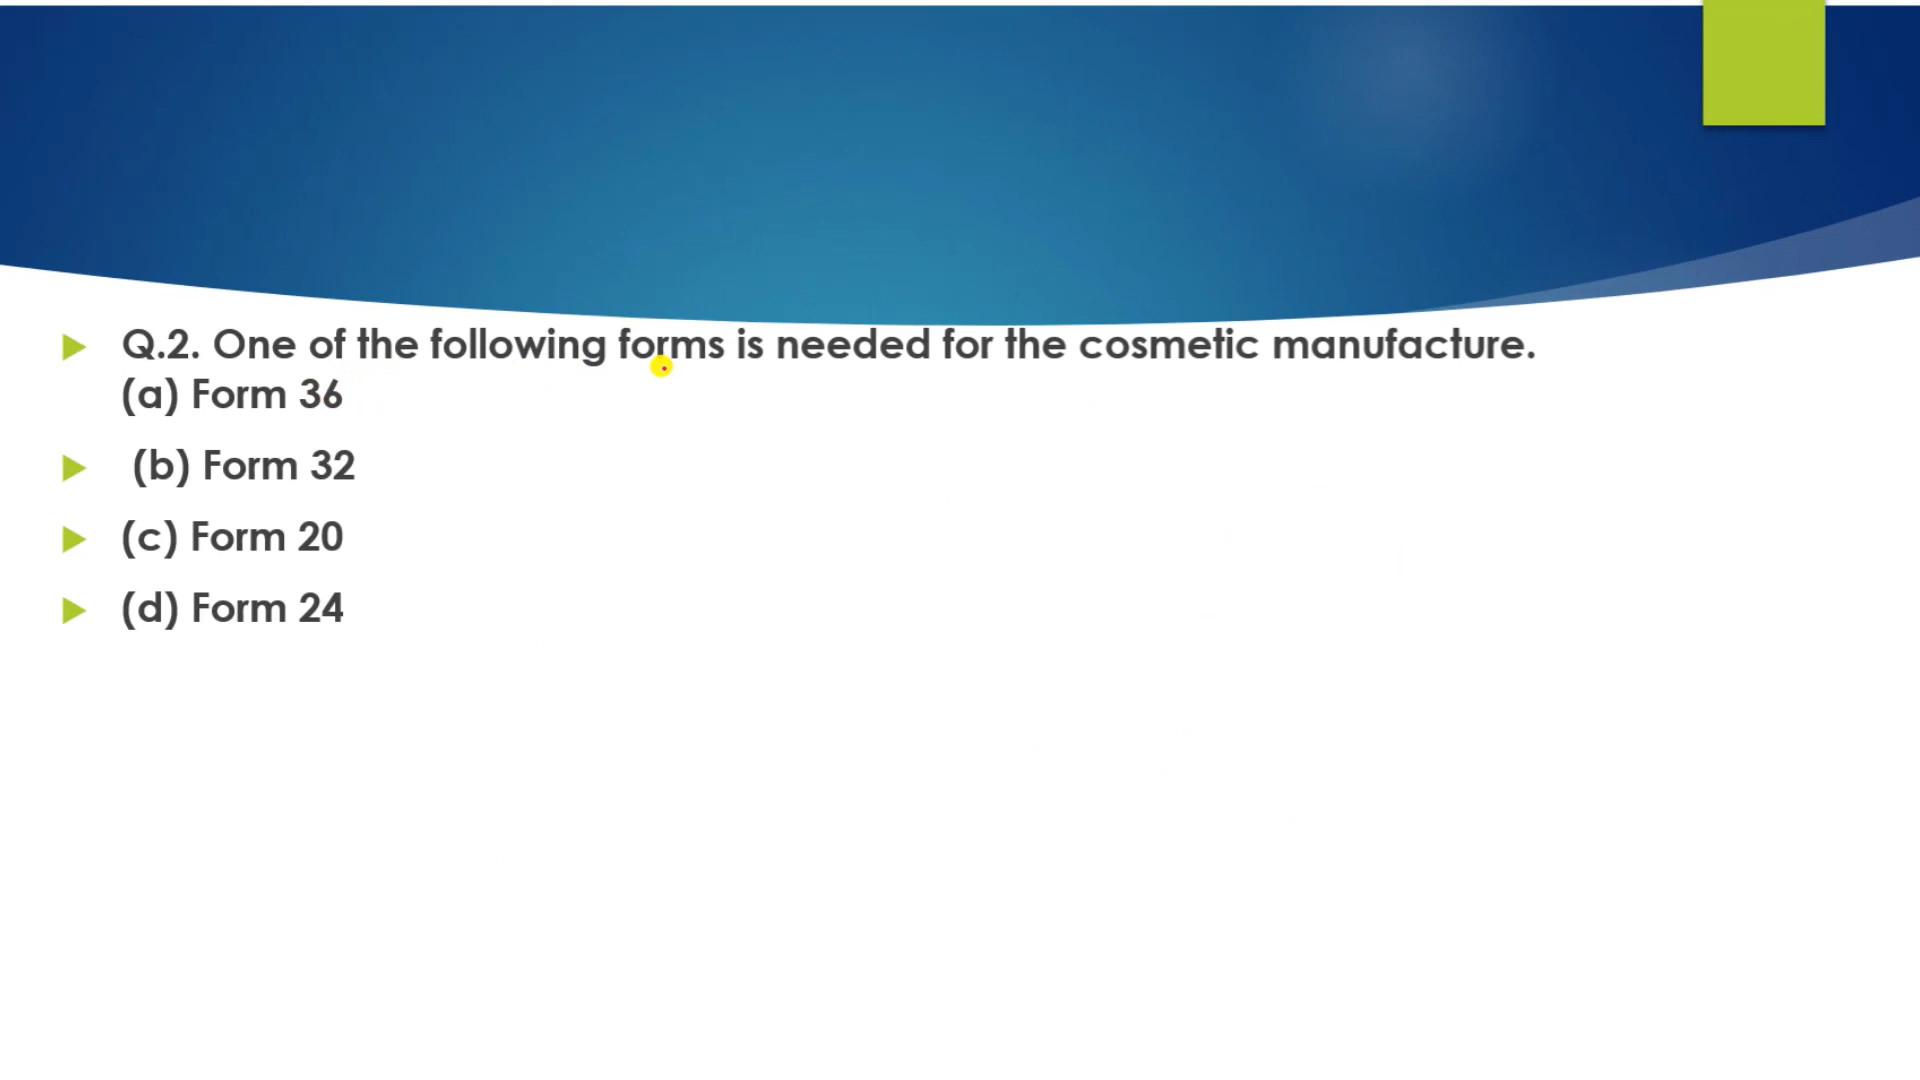 Q.2. One of the following forms is needed for the cosmetic manufacture.
(a) Form 36
(b) Form 32
(c) Form 20
(d) Form 24